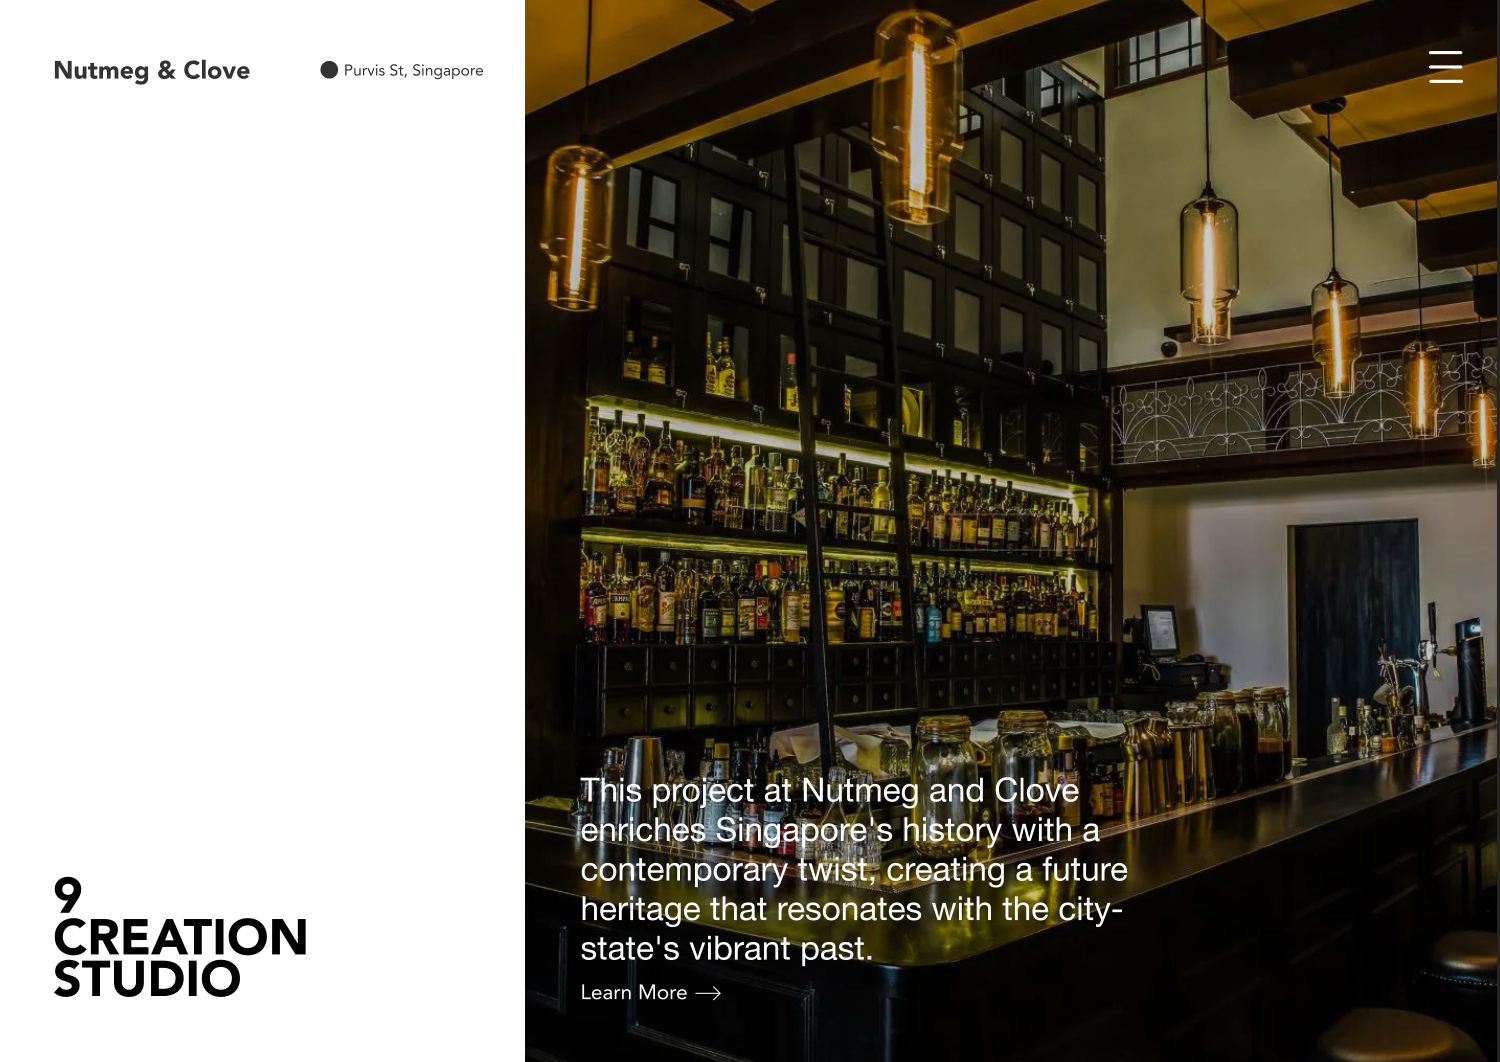 Nutmeg & Clove
Purvis St, Singapore
9
CREATION
STUDIO
This project at Nutmeg and Clove
enriches Singapore's history with a
contemporary twist, creating a future
heritage that resonates with the city-
state's vibrant past.
Learn More →